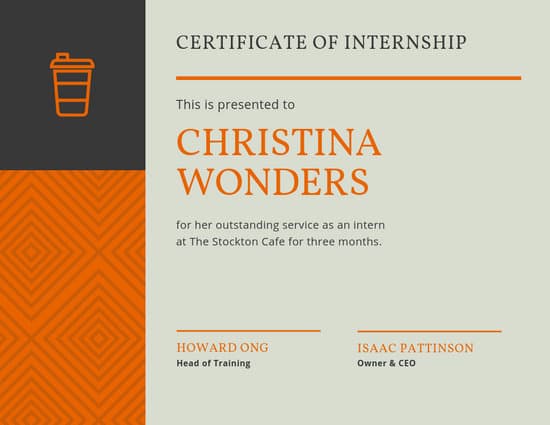 CERTIFICATE OF INTERNSHIP
This is presented to
CHRISTINA
WONDERS
for her outstanding service as an intern
at The Stockton Cafe for three months.
HOWARD ONG
Head of Training
ISAAC PATTINSON
Owner & CEO